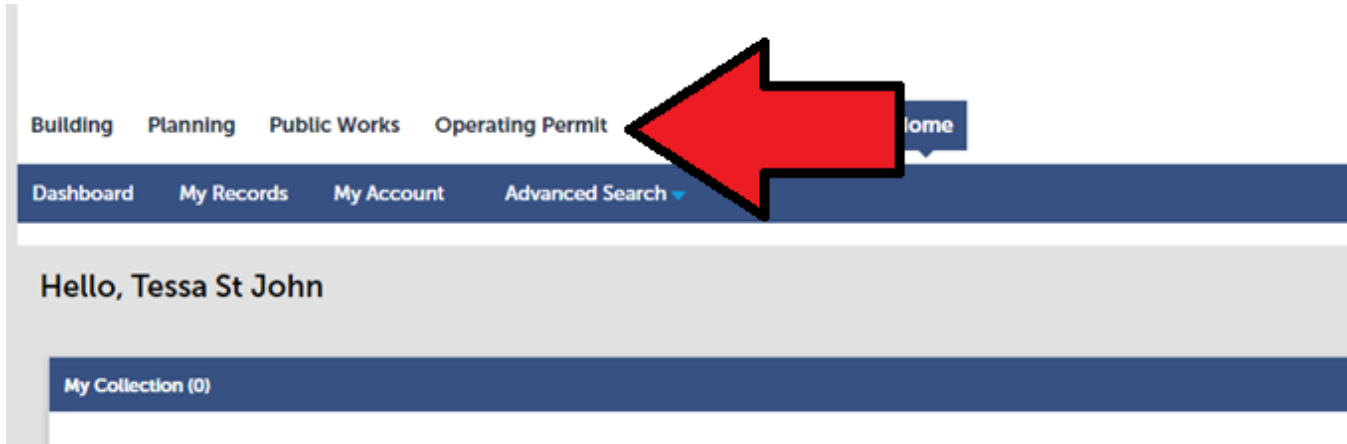 Building Planning Public Works Operating Permit
Dashboard My Records My Account Advanced Search
Hello, Tessa St John
My Collection (0)